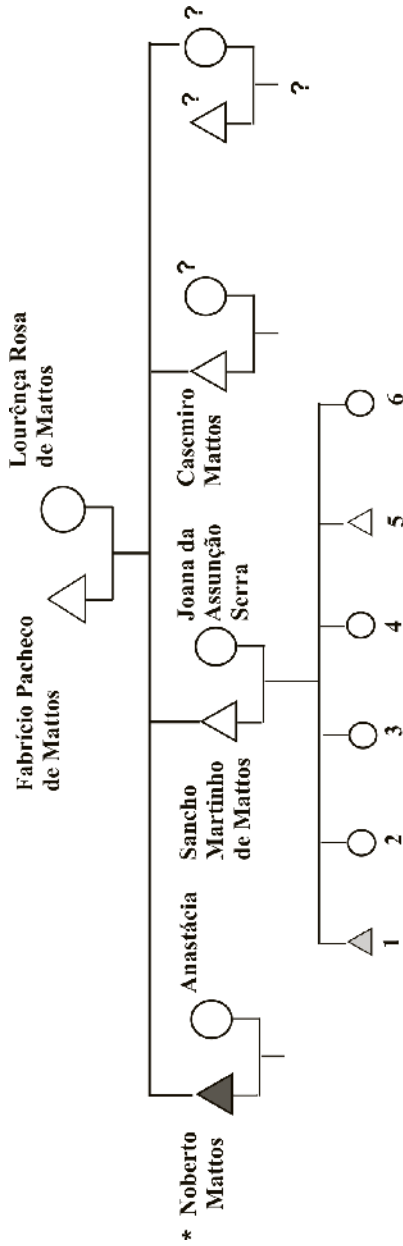 Fabrício Pacheco
de Mattos
Lourênça Rosa
de Mattos
* Noberto
Mattos
Anastácia
Sancho
Martinho
de Mattos
Joana da
Assunção
Serra
Casemiro
Mattos
?
?
?
?
1
2
3
4
5
6